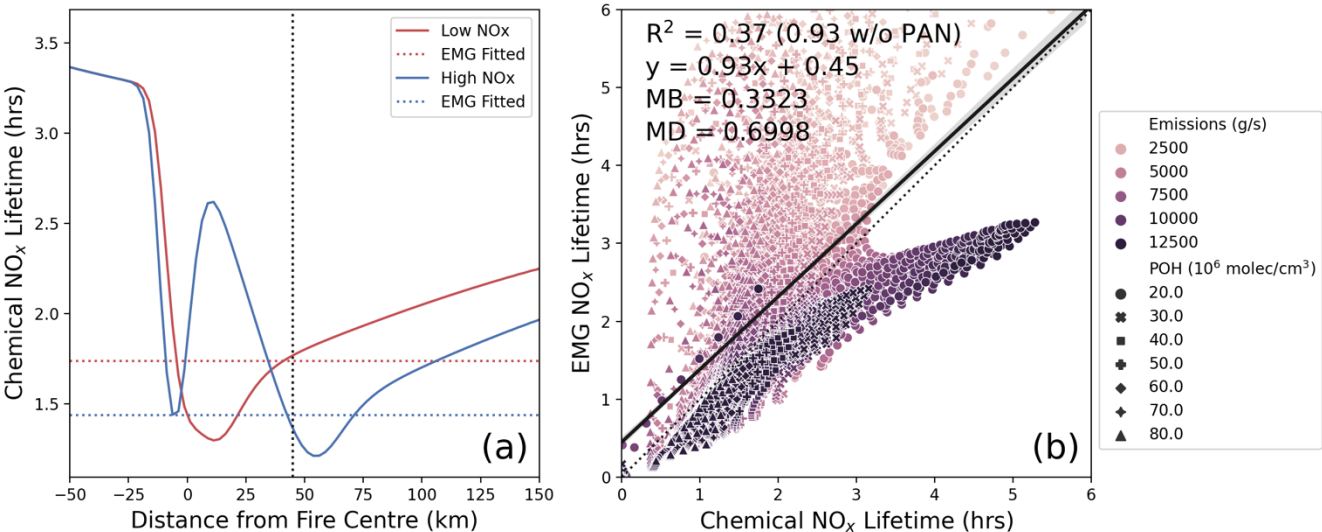 3.5
3.0
2.5
2.0
1.5
Chemical NOx Lifetime (hrs)
−50
−25
0
25
50
75
100
125
150
Distance from Fire Centre (km)
Low NOx
EMG Fitted
High NOx
EMG Fitted
(a)
6
5
4
3
2
1
0
EMG NOx Lifetime (hrs)
R2 = 0.37 (0.93 w/o PAN)
y = 0.93x + 0.45
MB = 0.3323
MD = 0.6998
(b)
0
1
2
3
4
5
6
Chemical NOx Lifetime (hrs)
Emissions (g/s)
2500
5000
7500
10000
12500
POH (10^6 molec/cm^3)
20.0
30.0
40.0
50.0
60.0
70.0
80.0